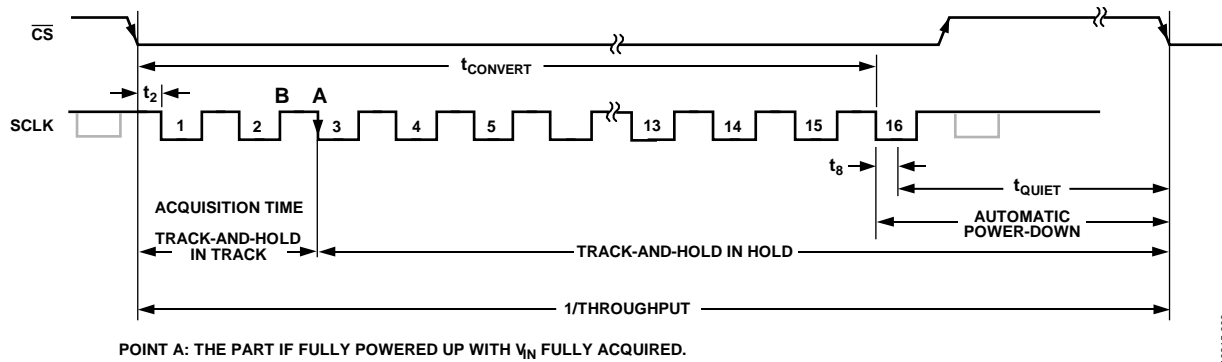 CS
tCONVERT
t2
B A
SCLK
1 2 3 4 5 13 14 15 16
t8
tQUIET
ACQUISITION TIME
AUTOMATIC
POWER-DOWN
TRACK-AND-HOLD
IN TRACK
TRACK-AND-HOLD IN HOLD
1/THROUGHPUT
POINT A: THE PART IF FULLY POWERED UP WITH VIN FULLY ACQUIRED.